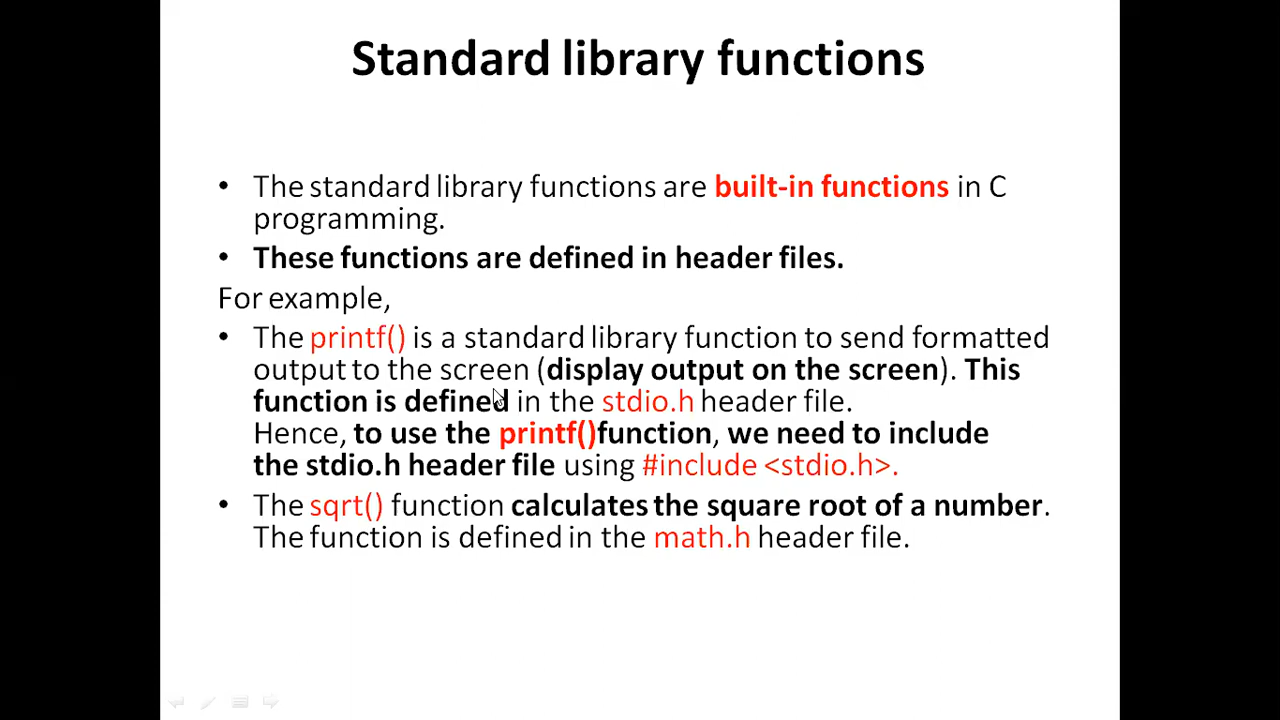 Standard library functions
• The standard library functions are built-in functions in C
programming.
• These functions are defined in header files.
For example,
• The printf() is a standard library function to send formatted
output to the screen (display output on the screen). This
function is defined in the stdio.h header file.
Hence, to use the printf()function, we need to include
the stdio.h header file using #include <stdio.h>.
• The sqrt() function calculates the square root of a number.
The function is defined in the math.h header file.